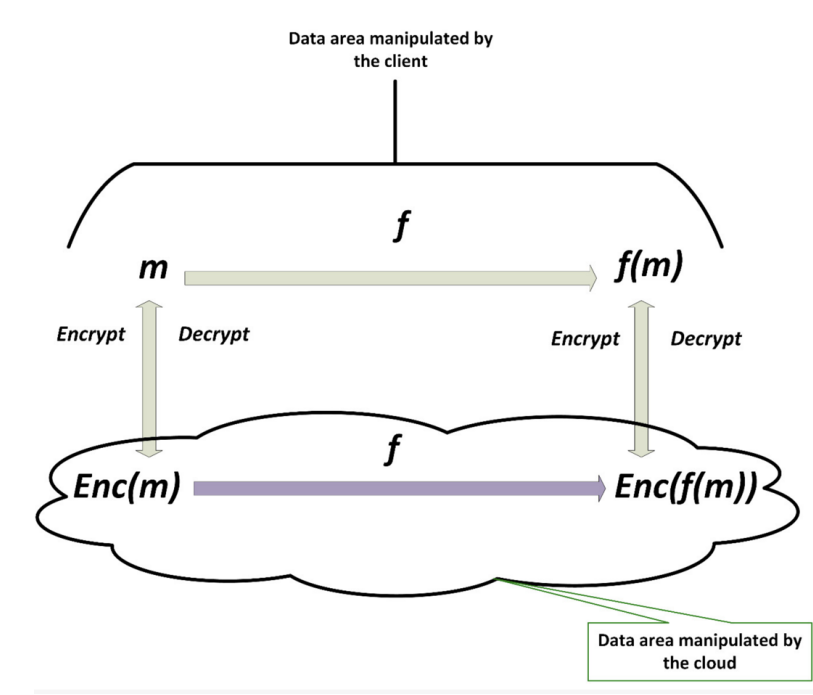 Data area manipulated by
the client
f
m
f(m)
Encrypt Decrypt Encrypt Decrypt
f
Enc(m) Enc(f(m))
Data area manipulated by
the cloud